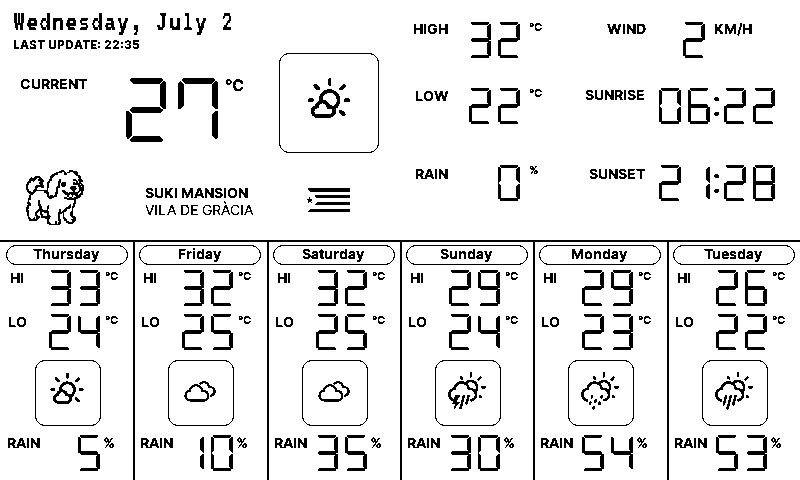 Wednesday, July 2
LAST UPDATE: 22:35
CURRENT 27 °C
SUKI MANSION
VILA DE GRÀCIA
HIGH 32 °C
LOW 22 °C
RAIN 0 %
WIND 2 KM/H
SUNRISE 06:22
SUNSET 21:28
Thursday
HI 33 °C
LO 24 °C
RAIN 5 %
Friday
HI 32 °C
LO 25 °C
RAIN 10 %
Saturday
HI 32 °C
LO 25 °C
RAIN 35 %
Sunday
HI 29 °C
LO 24 °C
RAIN 30 %
Monday
HI 29 °C
LO 23 °C
RAIN 54 %
Tuesday
HI 26 °C
LO 22 °C
RAIN 53 %